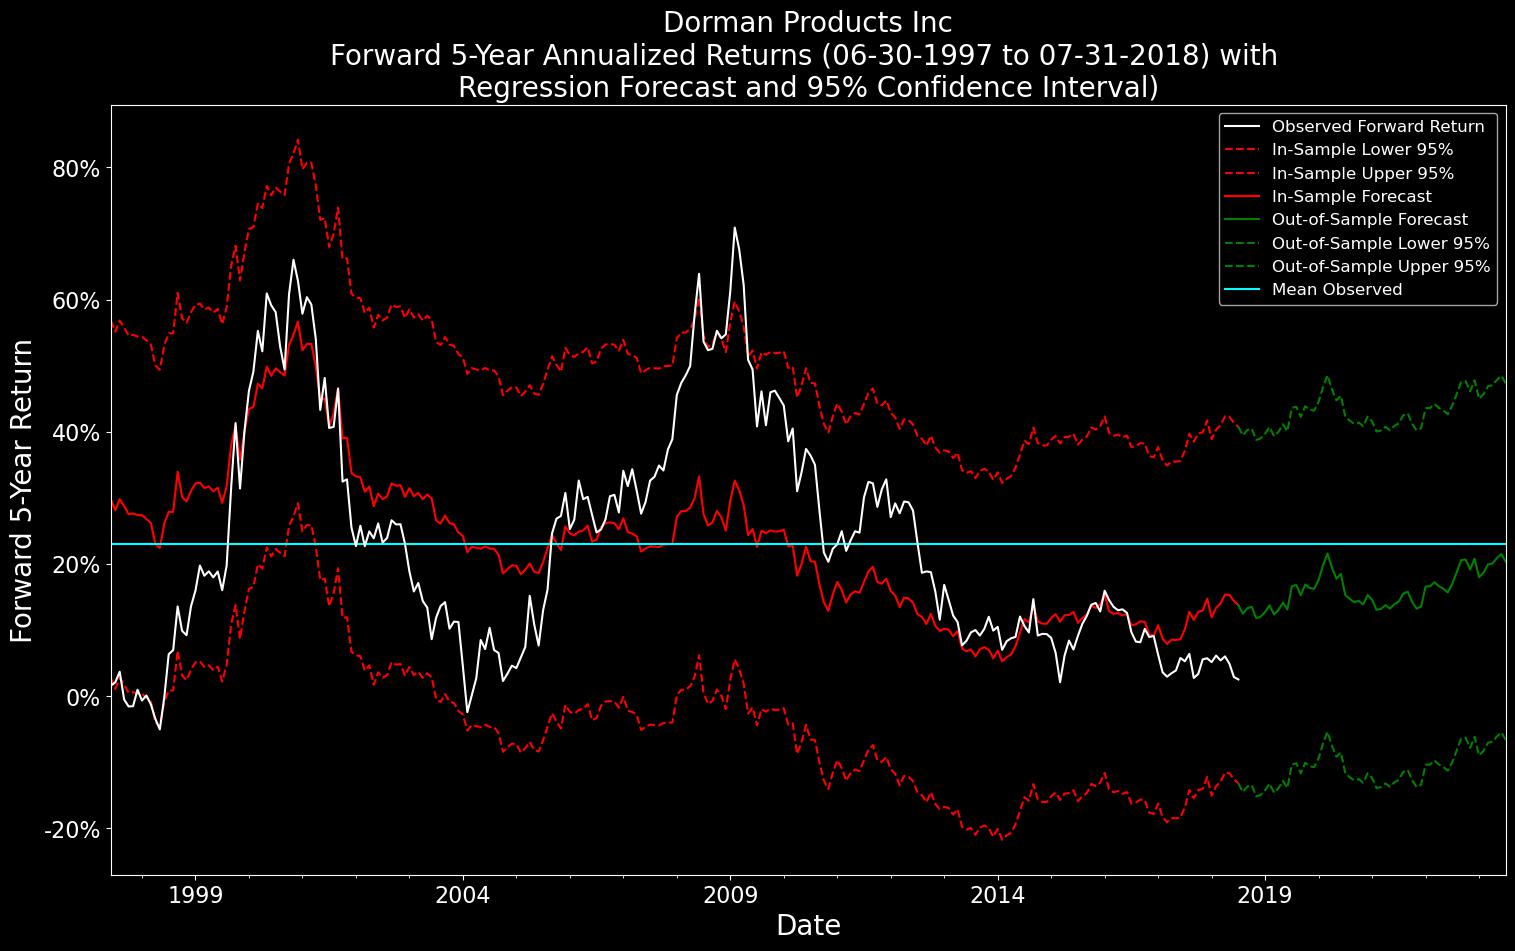 Dorman Products Inc
Forward 5-Year Annualized Returns (06-30-1997 to 07-31-2018) with
Regression Forecast and 95% Confidence Interval)
Observed Forward Return
In-Sample Lower 95%
In-Sample Upper 95%
In-Sample Forecast
Out-of-Sample Forecast
Out-of-Sample Lower 95%
Out-of-Sample Upper 95%
Mean Observed
Forward 5-Year Return
80%
60%
40%
20%
0%
-20%
1999
2004
2009
2014
2019
Date